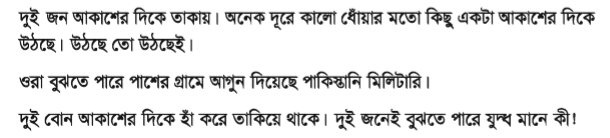 দুই জন আকাশের দিকে তাকায়। অনেক দূরে কালো ধোঁয়ার মতো কিছু একটা আকাশের দিকে
উঠছে। উঠছে তো উঠছেই।
ওরা বুঝতে পারে পাশের গ্রামে আগুন দিয়েছে পাকিস্তানি মিলিটারি।
দুই বোন আকাশের দিকে হাঁ করে তাকিয়ে থাকে। দুই জনেই বুঝতে পারে যুদ্ধ মানে কী!